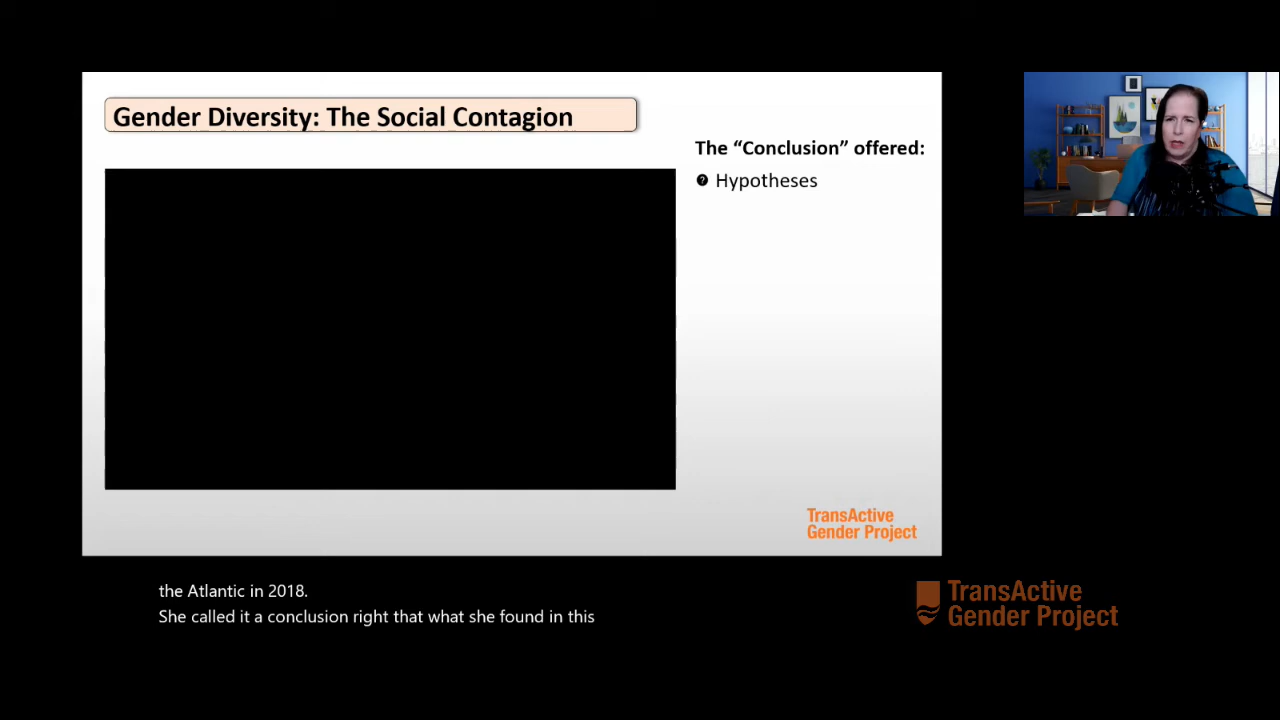 Gender Diversity: The Social Contagion
The “Conclusion” offered:
? Hypotheses
TransActive
Gender Project
the Atlantic in 2018.
She called it a conclusion right that what she found in this
TransActive
Gender Project